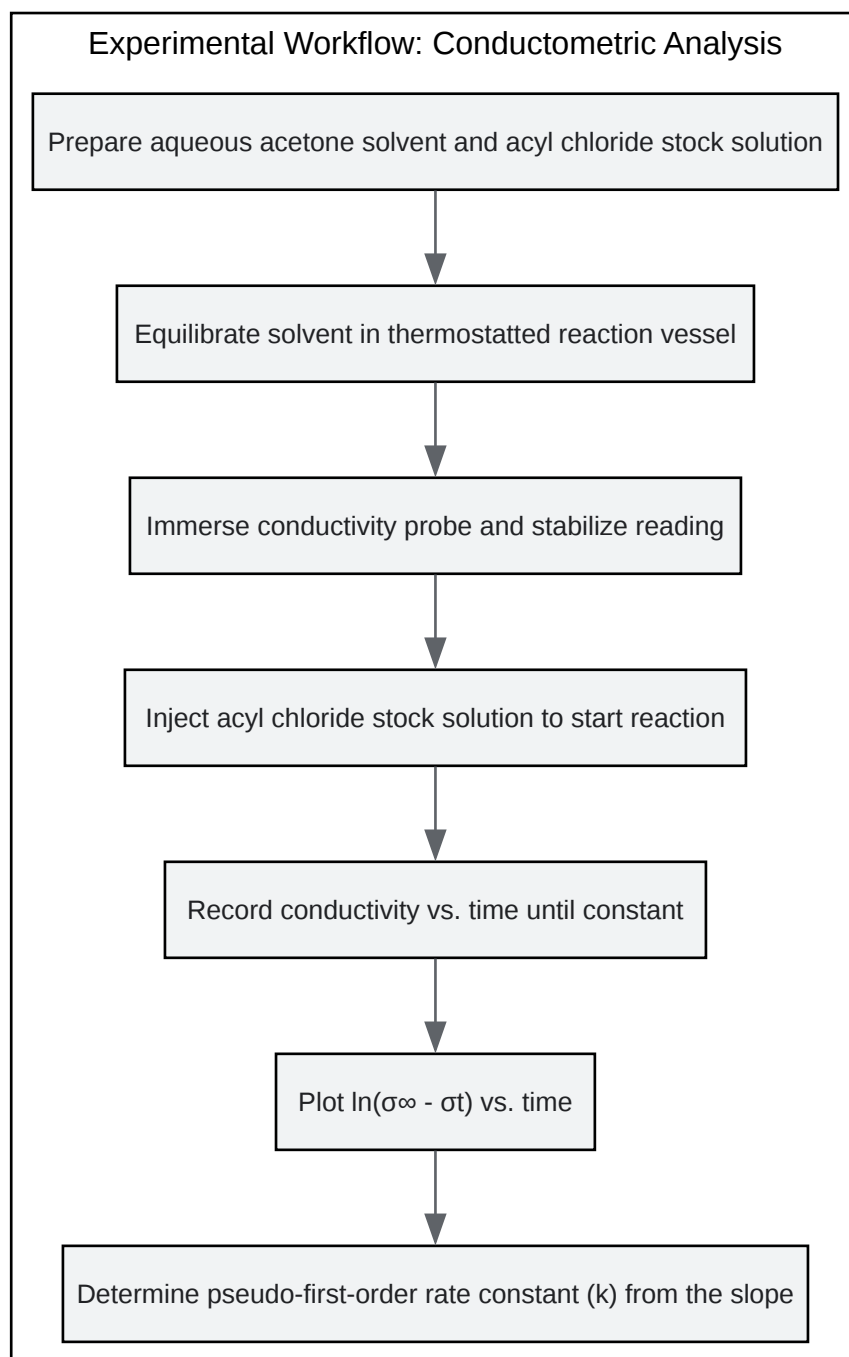 Experimental Workflow: Conductometric Analysis
Prepare aqueous acetone solvent and acyl chloride stock solution
Equilibrate solvent in thermostatted reaction vessel
Immerse conductivity probe and stabilize reading
Inject acyl chloride stock solution to start reaction
Record conductivity vs. time until constant
Plot ln(σ∞ - σt) vs. time
Determine pseudo-first-order rate constant (k) from the slope